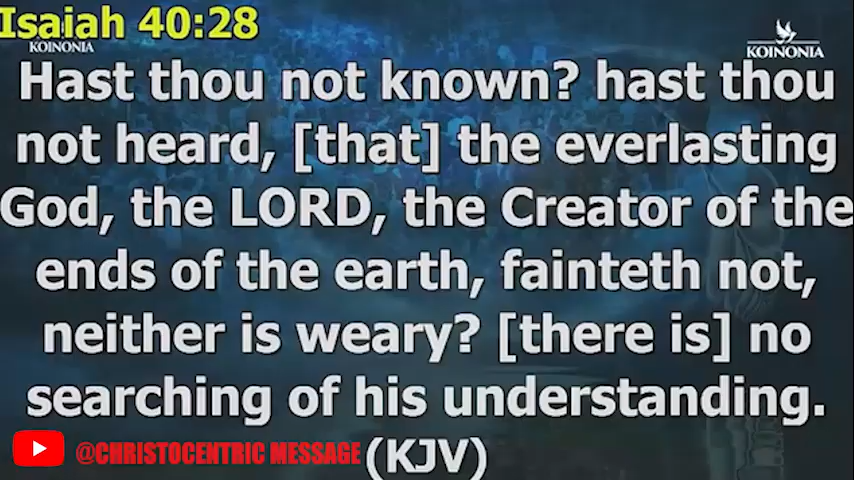 Isaiah 40:28
KOINONIA
KOINONIA
Hast thou not known? hast thou
not heard, [that] the everlasting
God, the LORD, the Creator of the
ends of the earth, fainteth not,
neither is weary? [there is] no
searching of his understanding.
(KJV)
@CHRISTOCENTRIC MESSAGE